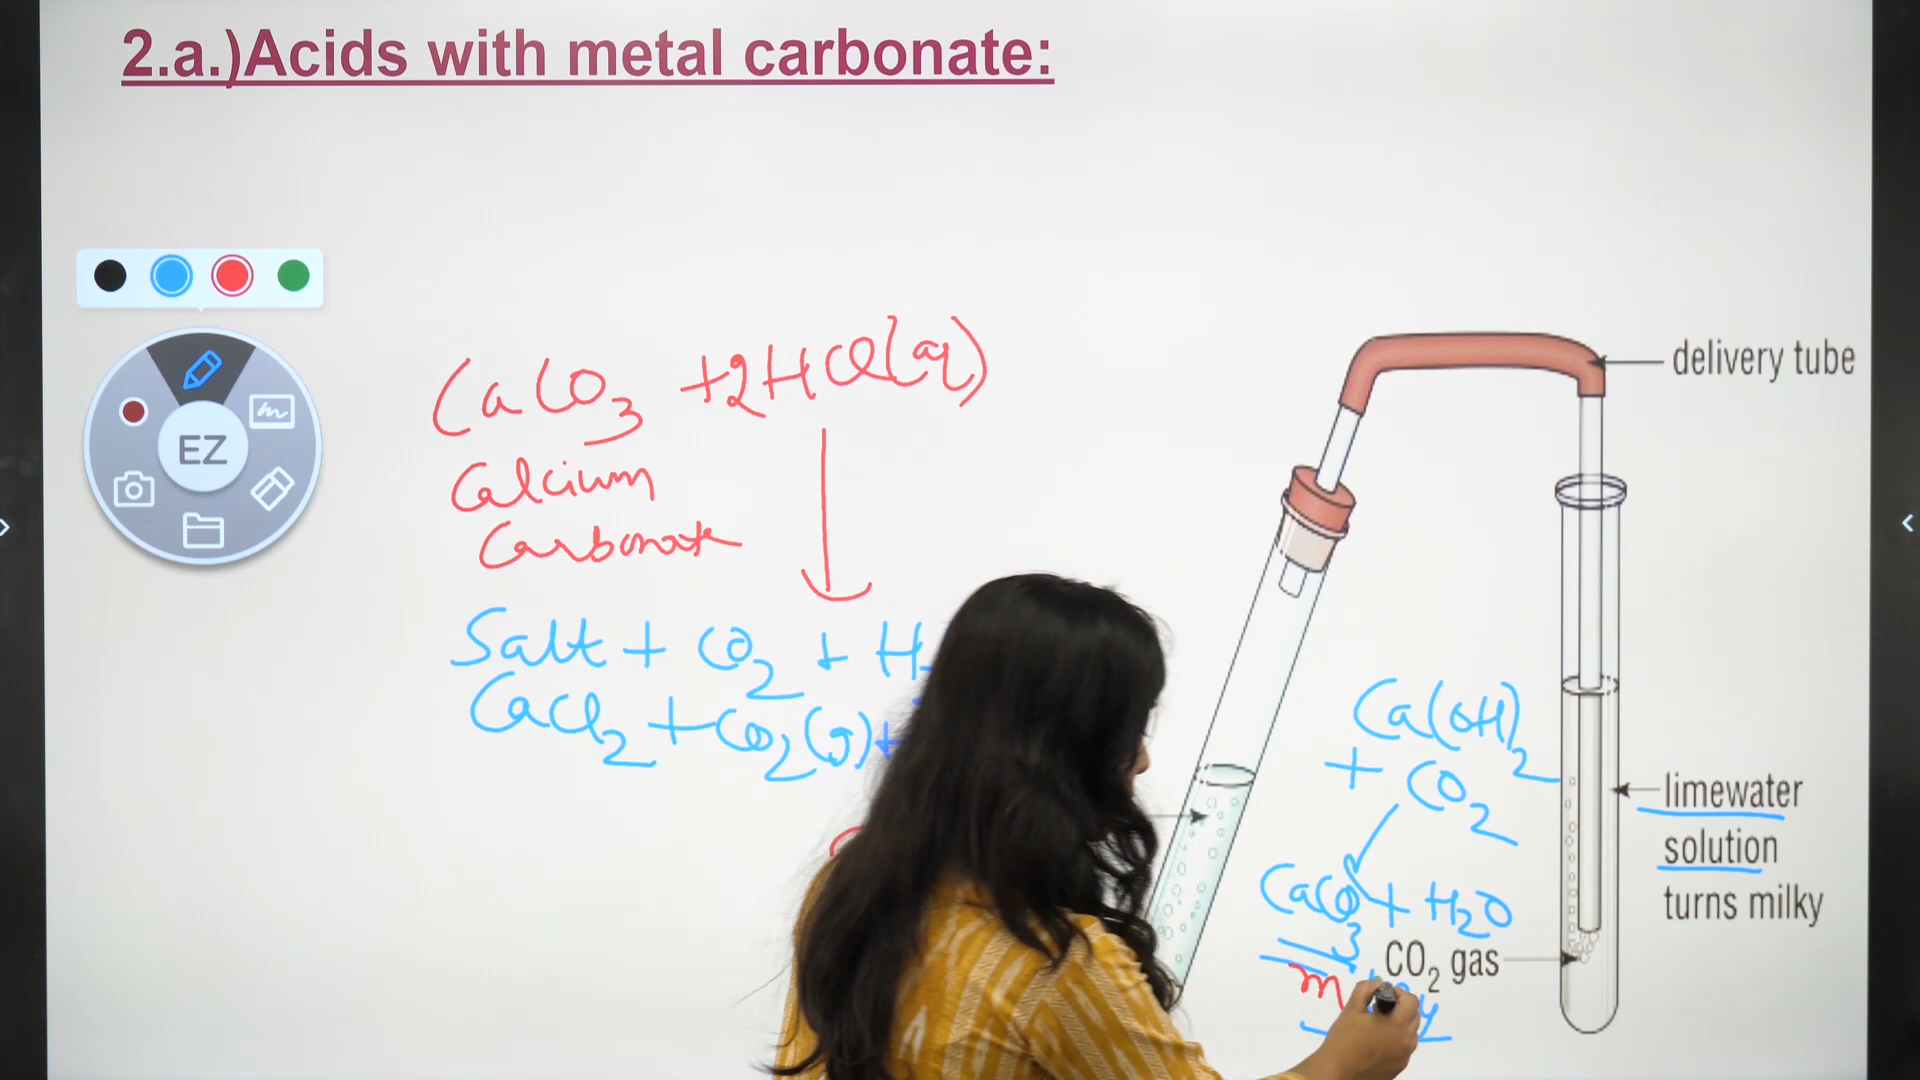 2.a.)Acids with metal carbonate:
EZ
CaCO3 +2HCl(aq)
Calcium
Carbonate
Salt + CO2 + H
CaCl2 + CO2(g) +
delivery tube
Ca(OH)2
+ CO2
CaCO3 + H2O
limewater
solution
turns milky
CO2 gas